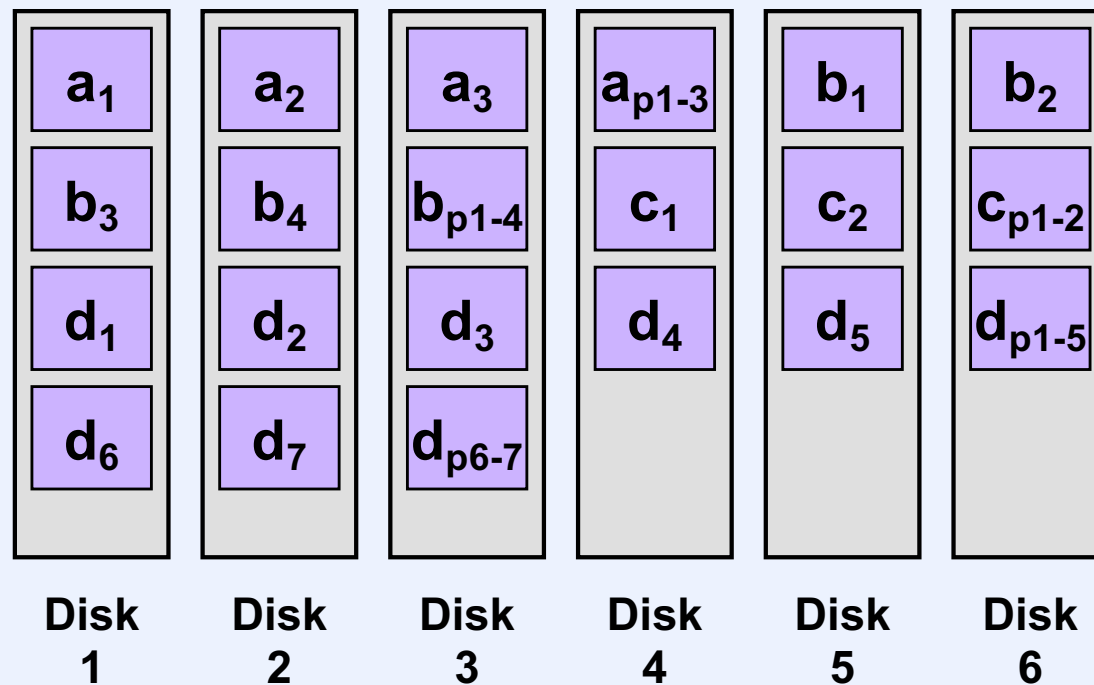 a1 a2 a3 ap1-3 b1 b2
b3 b4 bp1-4 c1 c2 cp1-2
d1 d2 d3 d4 d5 dp1-5
d6 d7 dp6-7
Disk Disk Disk Disk Disk Disk
1 2 3 4 5 6